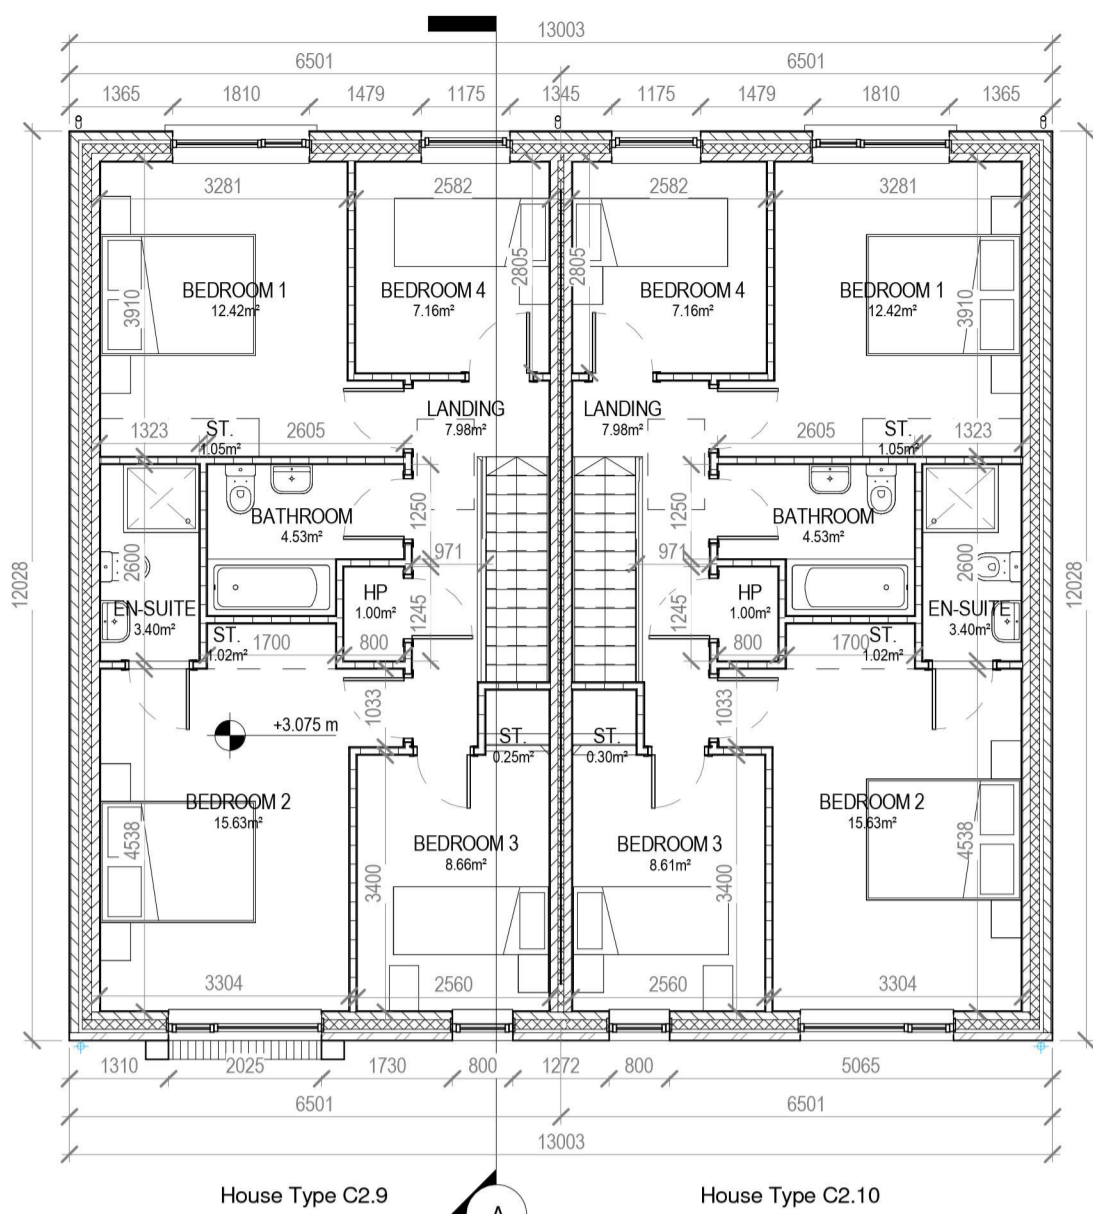 13003
6501 6501
1365 1810 1479 1175 1345 1175 1479 1810 1365
3281 2582 2582 3281
2805 2805
3910 3910
BEDROOM 1 BEDROOM 4 BEDROOM 4 BEDROOM 1
12.42m² 7.16m² 7.16m² 12.42m²
LANDING LANDING
7.98m² 7.98m²
ST. ST.
1.05m² 1.05m²
1323 2605 2605 1323
BATHROOM BATHROOM
4.53m² 4.53m²
1250 1250
971 971
2600 2600
12028 12028
HP HP
1.00m² 1.00m²
1245 1245
EN-SUITE EN-SUITE
3.40m² 3.40m²
ST. ST.
1.02m² 1.02m²
1700 800 800 1700
1033 1033
+3.075 m
ST. ST.
0.25m² 0.30m²
BEDROOM 2 BEDROOM 2
15.63m² 15.63m²
4538 4538
BEDROOM 3 BEDROOM 3
8.66m² 8.61m²
3400 3400
3304 2560 2560 3304
1310 2025 1730 800 1272 800 5065
6501 6501
13003
House Type C2.9 House Type C2.10
A